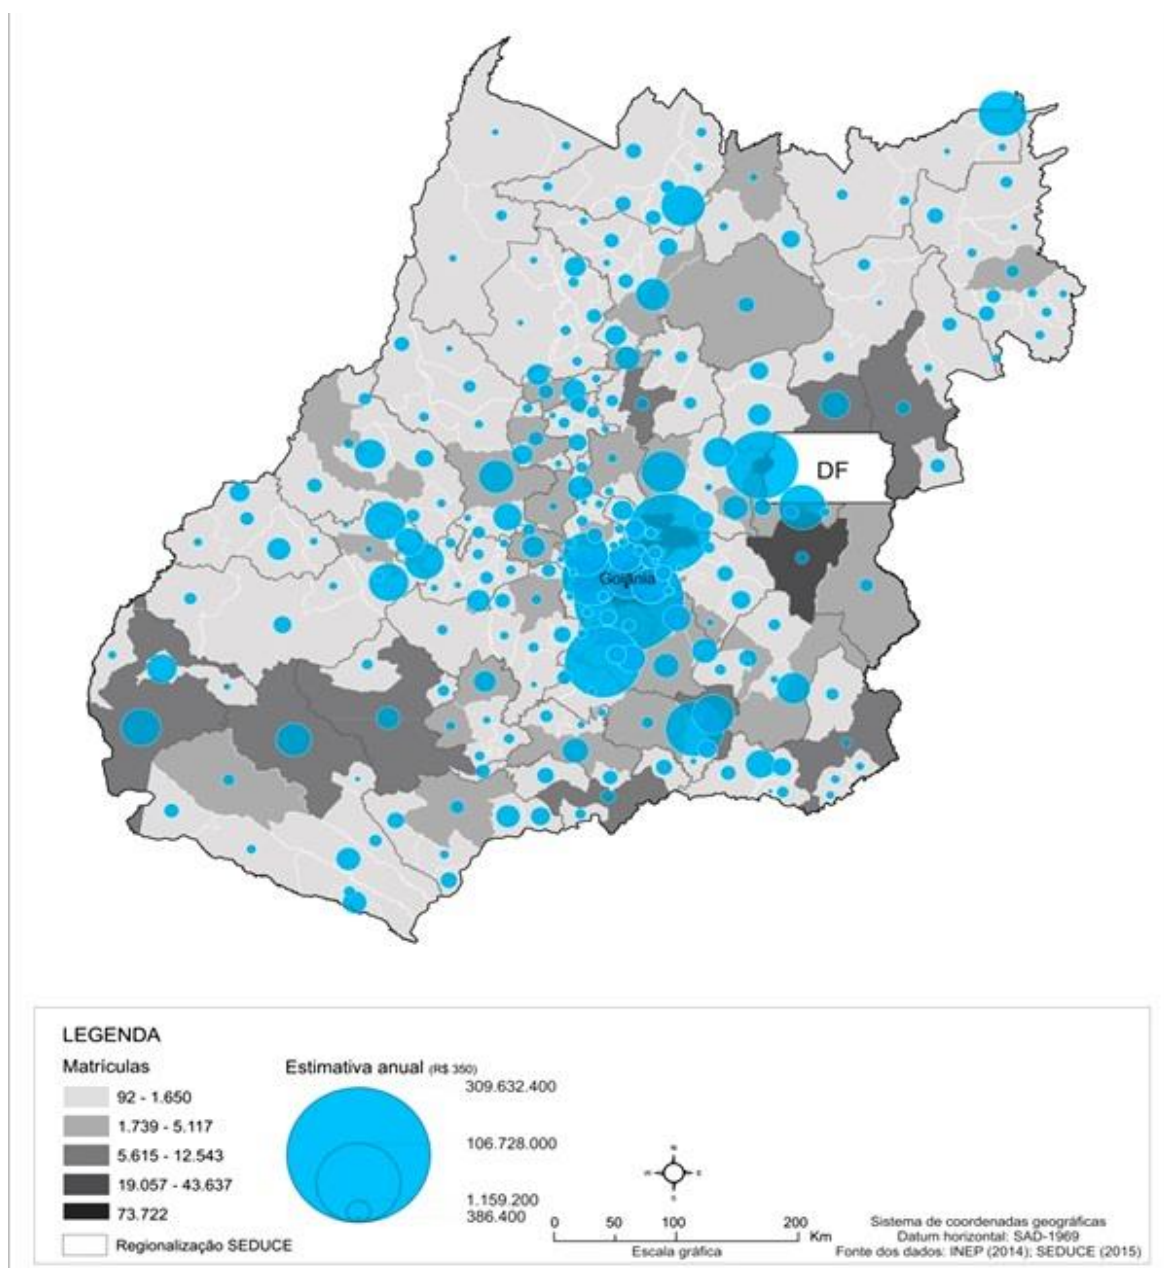 DF
Goiânia
LEGENDA
Matrículas
92 - 1.650
1.739 - 5.117
5.615 - 12.543
19.057 - 43.637
73.722
Regionalização SEDUCE
Estimativa anual (R$ 350)
309.632.400
106.728.000
1.159.200
386.400
N
W E
S
0 50 100 200
Km
Escala gráfica
Sistema de coordenadas geográficas
Datum horizontal: SAD-1969
Fonte dos dados: INEP (2014); SEDUCE (2015)